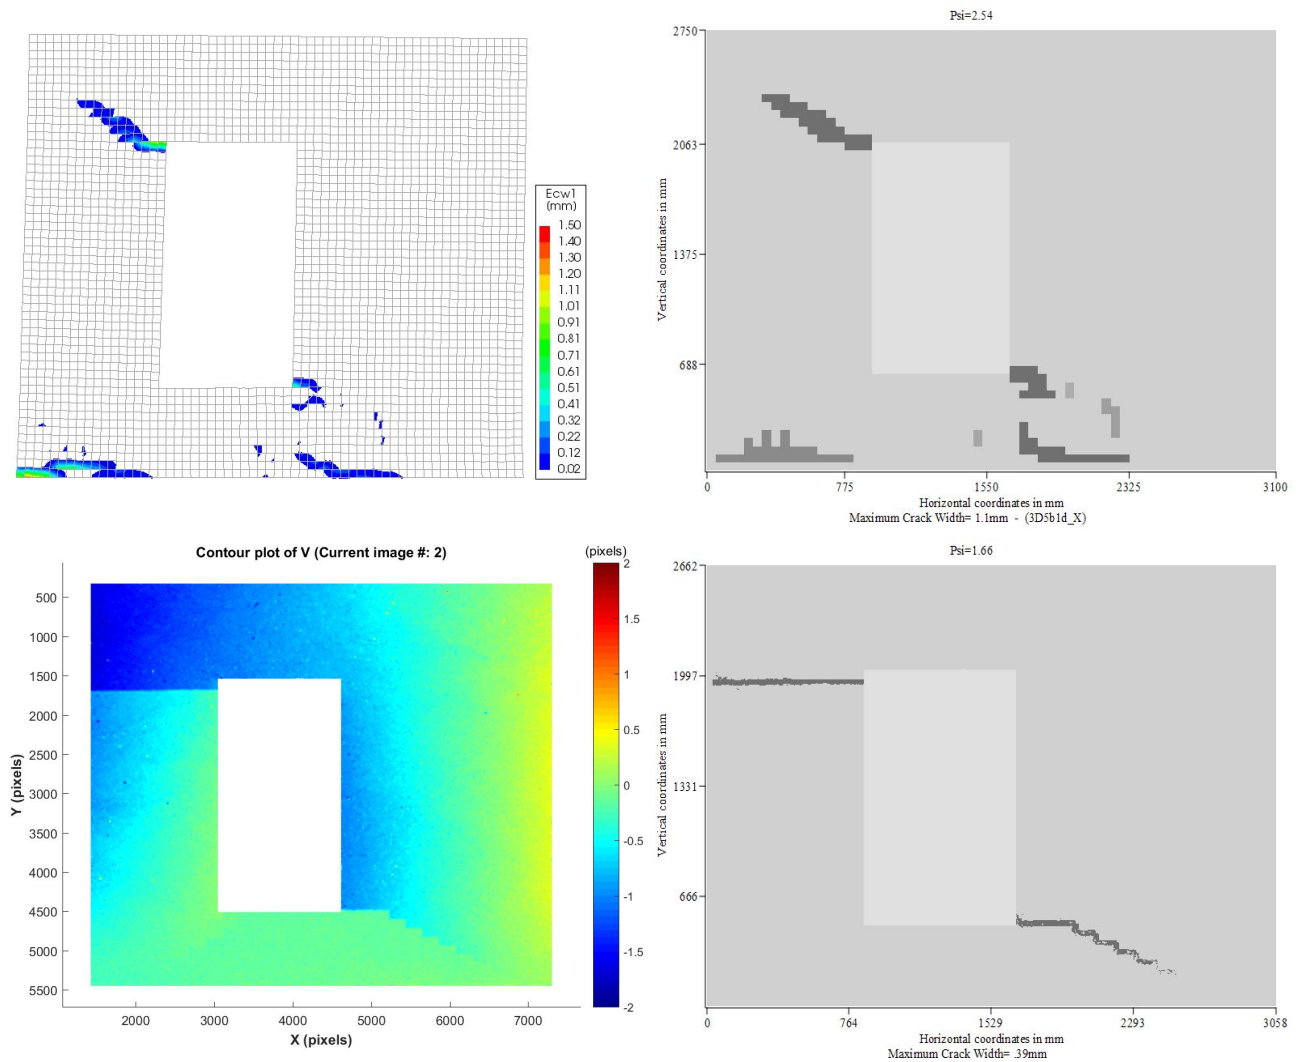 Ecw1
(mm)
1.50
1.40
1.30
1.20
1.11
1.01
0.91
0.81
0.71
0.61
0.51
0.41
0.32
0.22
0.12
0.02
Psi=2.54
2750
2063
1375
688
Vertical coordinates in mm
0 775 1550 2325 3100
Horizontal coordinates in mm
Maximum Crack Width= 1.1mm - (3D5b1d_X)
Contour plot of V (Current image #: 2)
(pixels)
500
1000
1500
2000
2500
3000
3500
4000
4500
5000
5500
Y (pixels)
2000 3000 4000 5000 6000 7000
X (pixels)
2
1.5
1
0.5
0
-0.5
-1
-1.5
-2
Psi=1.66
2662
1997
1331
666
Vertical coordinates in mm
0 764 1529 2293 3058
Horizontal coordinates in mm
Maximum Crack Width= .39mm